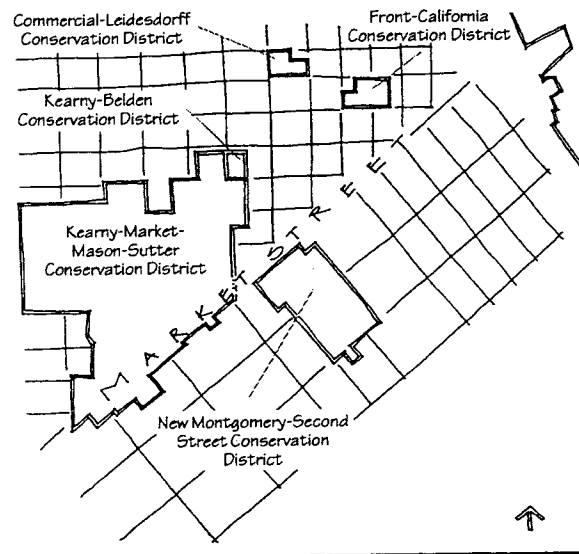 Commercial-Leidesdorff
Conservation District
Front-California
Conservation District
Kearny-Belden
Conservation District
Kearny-Market-
Mason-Sutter
Conservation District
MARKET STREET
New Montgomery-Second
Street Conservation
District